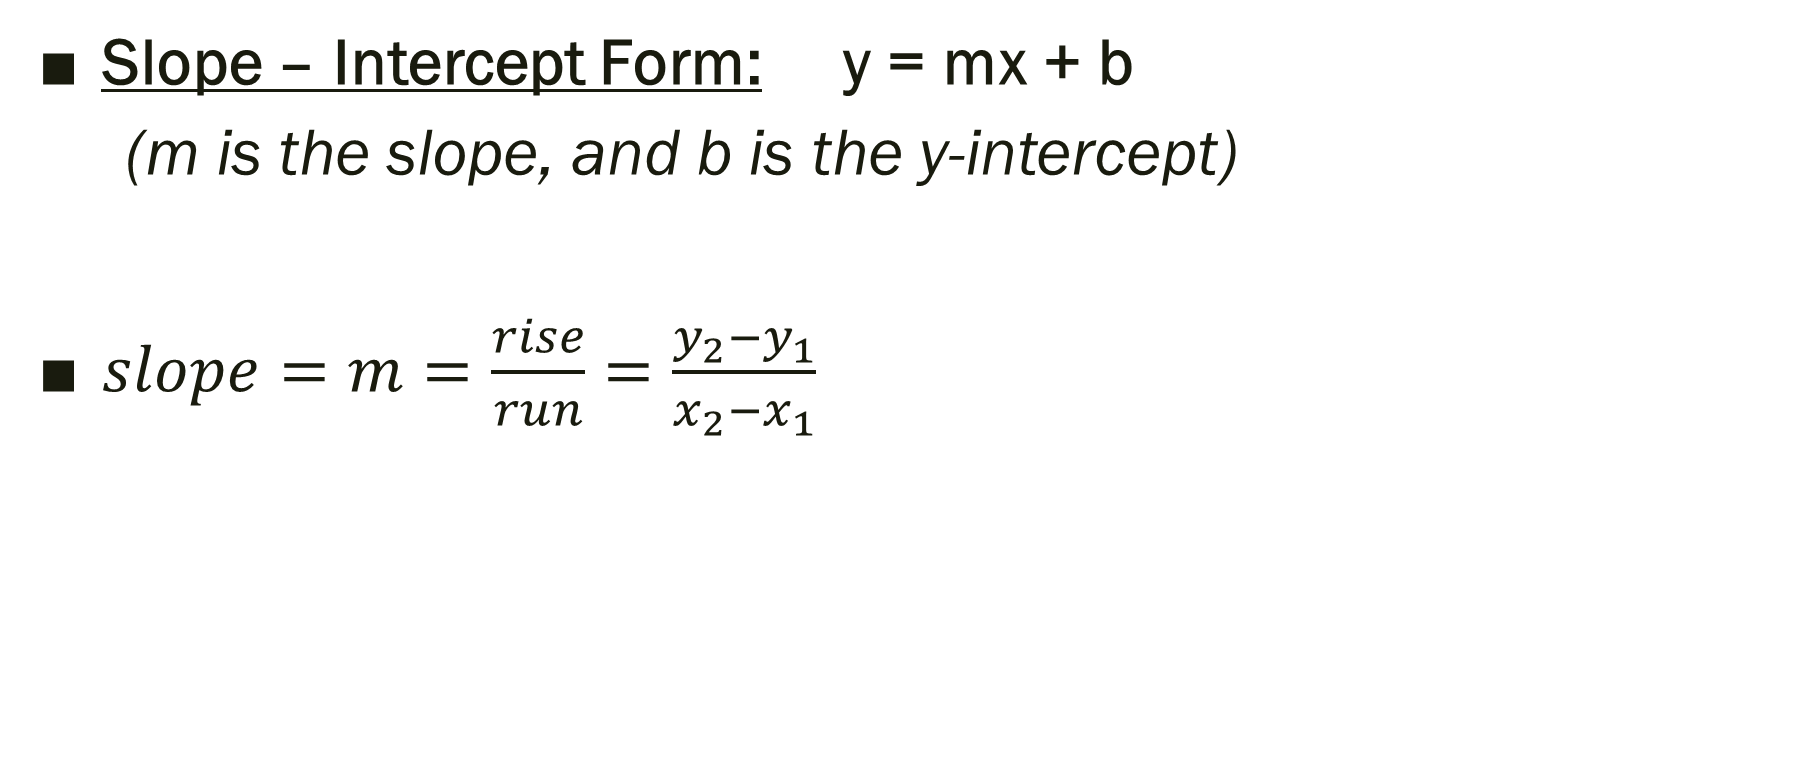 ■ Slope – Intercept Form: y = mx + b
(m is the slope, and b is the y-intercept)
■ slope = m = rise/run = (y₂−y₁)/(x₂−x₁)